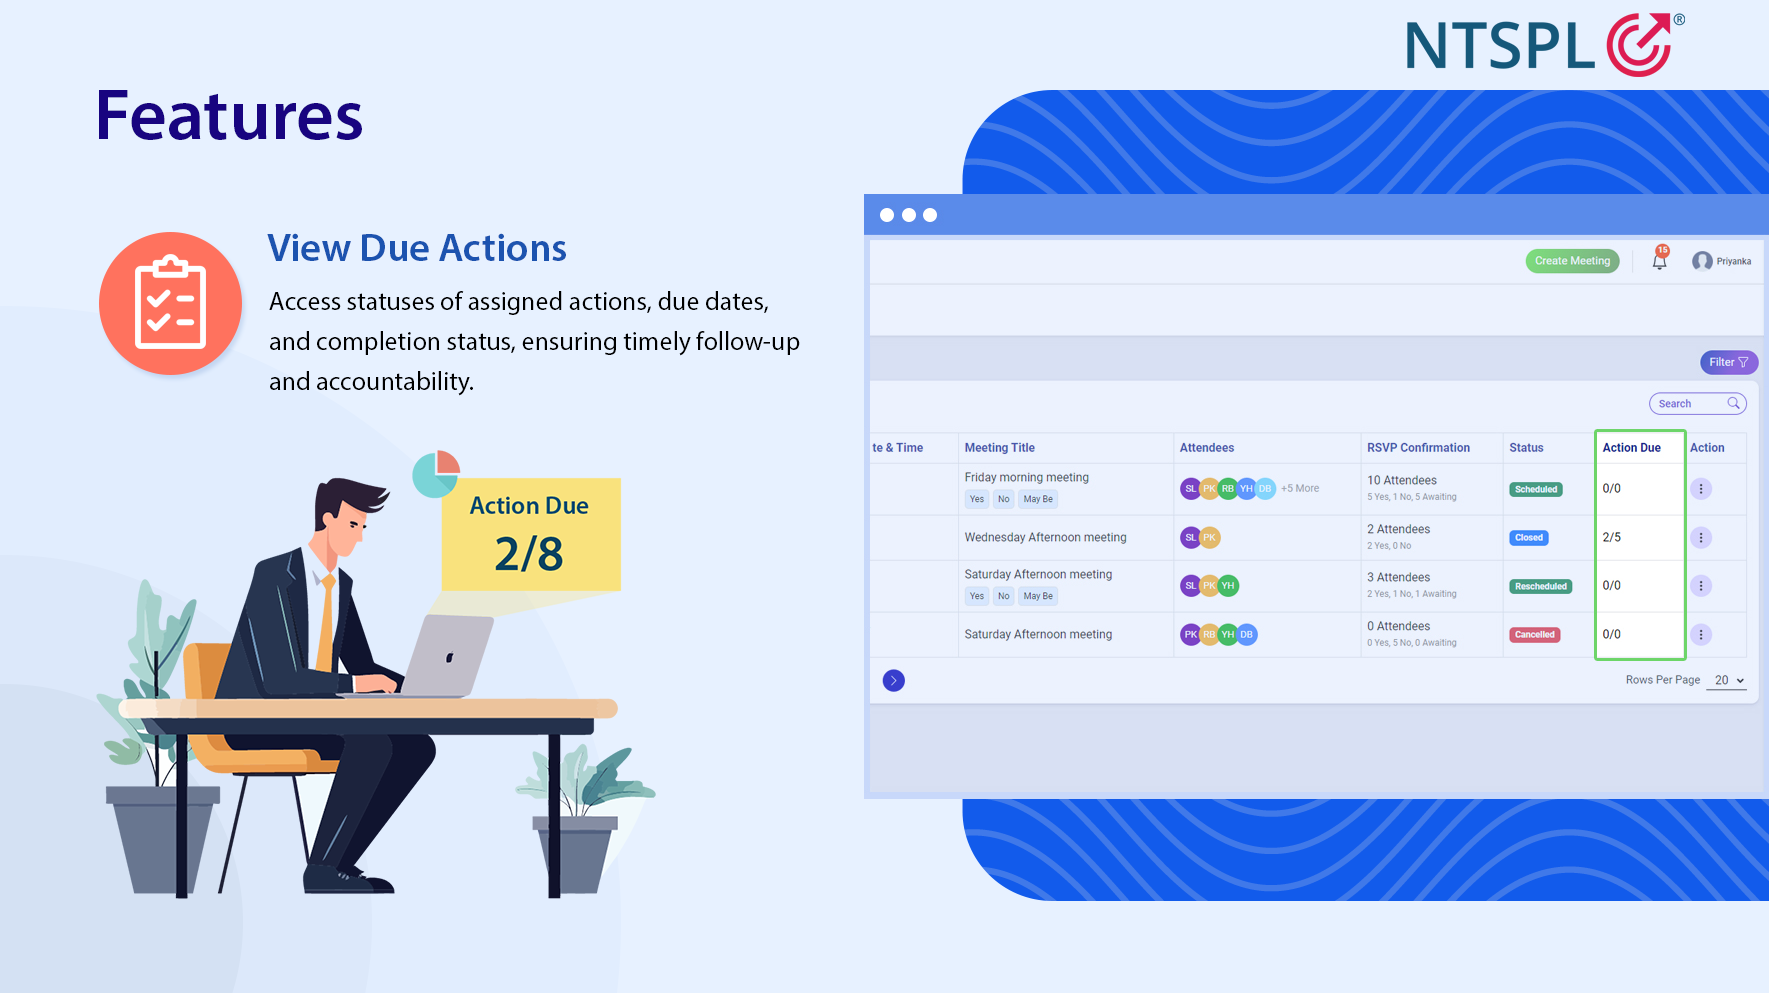 NTSPL ®
Features
View Due Actions
Access statuses of assigned actions, due dates,
and completion status, ensuring timely follow-up
and accountability.
Action Due
2/8
Create Meeting
15
Priyanka
Filter
Search
te & Time Meeting Title Attendees RSVP Confirmation Status Action Due Action
Friday morning meeting
Yes No May Be
SL PK RB YH DB +5 More
10 Attendees
5 Yes, 1 No, 5 Awaiting
Scheduled
0/0
Wednesday Afternoon meeting
SL PK
2 Attendees
2 Yes, 0 No
Closed
2/5
Saturday Afternoon meeting
Yes No May Be
SL PK YH
3 Attendees
2 Yes, 1 No, 1 Awaiting
Rescheduled
0/0
Saturday Afternoon meeting
PK RB YH DB
0 Attendees
0 Yes, 5 No, 0 Awaiting
Cancelled
0/0
Rows Per Page 20